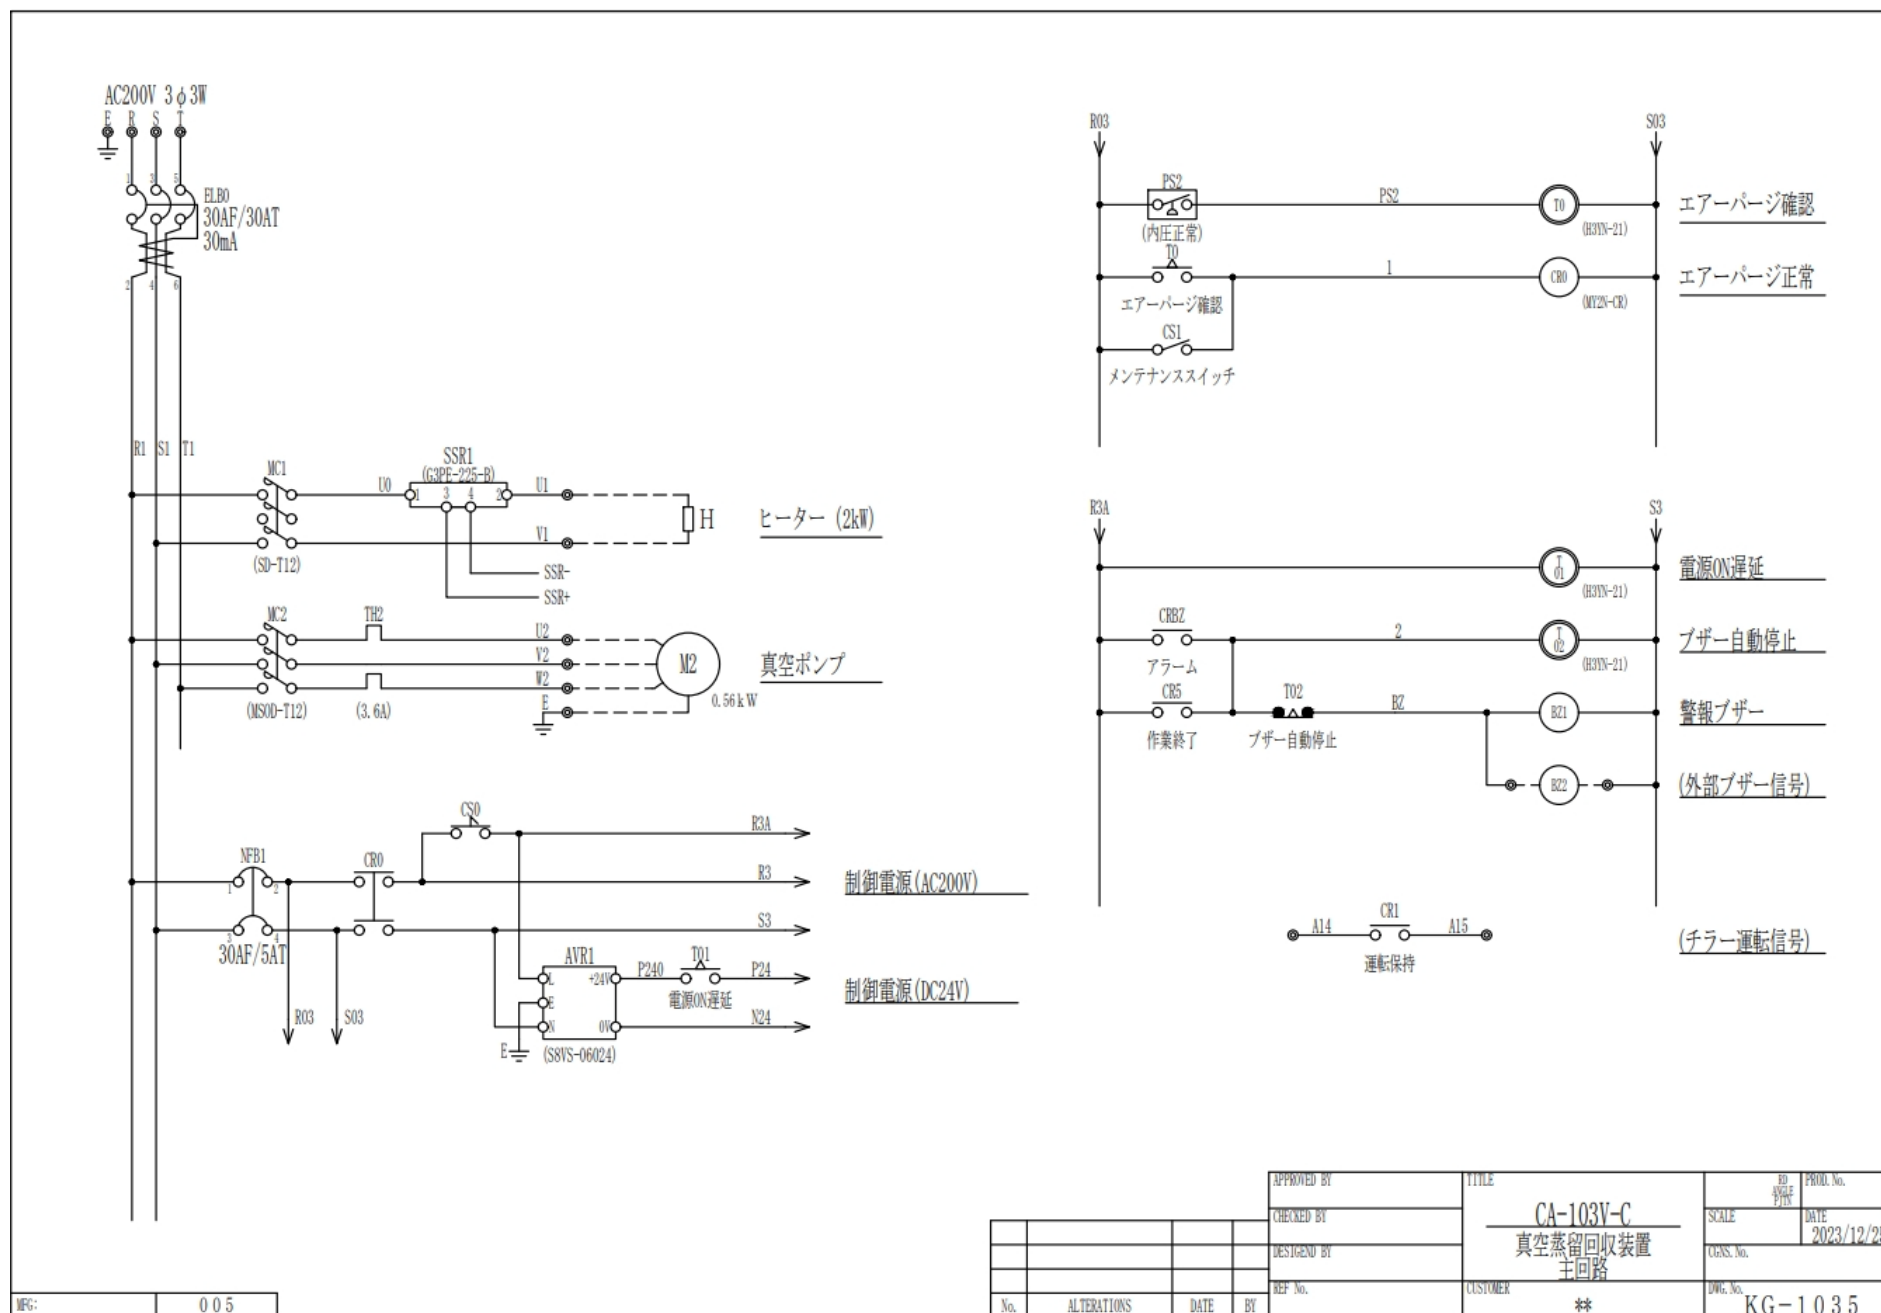 AC200V 3φ3W
E R S T
1 3 5
ELB0
30AF/30AT
30mA
2 4 6
R1 S1 T1
MC1
(SD-T12)
U0
SSR1
(G3PE-225-B)
1 3 4 2
U1
V1
H
ヒーター (2kW)
SSR-
SSR+
MC2
(MSOD-T12)
TH2
(3.6A)
U2
V2
W2
E
M2
0.56kW
真空ポンプ
CS0
R3A
NFB1
1 2
3 4
30AF/5AT
CR0
R3
S3
制御電源(AC200V)
R03
S03
AVR1
L +24V
E
N 0V
E
(S8VS-06024)
P240
T01
電源ON遅延
P24
N24
制御電源(DC24V)
R03
S03
PS2
(内圧正常)
PS2
T0
(H3YN-21)
エアーパージ確認
T0
エアーパージ確認
1
CR0
(MY2N-CR)
エアーパージ正常
CS1
メンテナンススイッチ
R3A
S3
T
01
(H3YN-21)
電源ON遅延
CRBZ
アラーム
2
T
02
(H3YN-21)
ブザー自動停止
CR5
作業終了
T02
ブザー自動停止
BZ
BZ1
警報ブザー
BZ2
(外部ブザー信号)
A14
CR1
運転保持
A15
(チラー運転信号)
APPROVED BY
CHECKED BY
DESIGEND BY
REF No.
TITLE
CA-103V-C
真空蒸留回収装置
主回路
CUSTOMER
**
RD
ANGLE
PJTN
PROD. No.
SCALE
DATE
2023/12/25
CGNS. No.
DWG. No.
KG-1035
No. ALTERATIONS DATE BY
MFG: 005